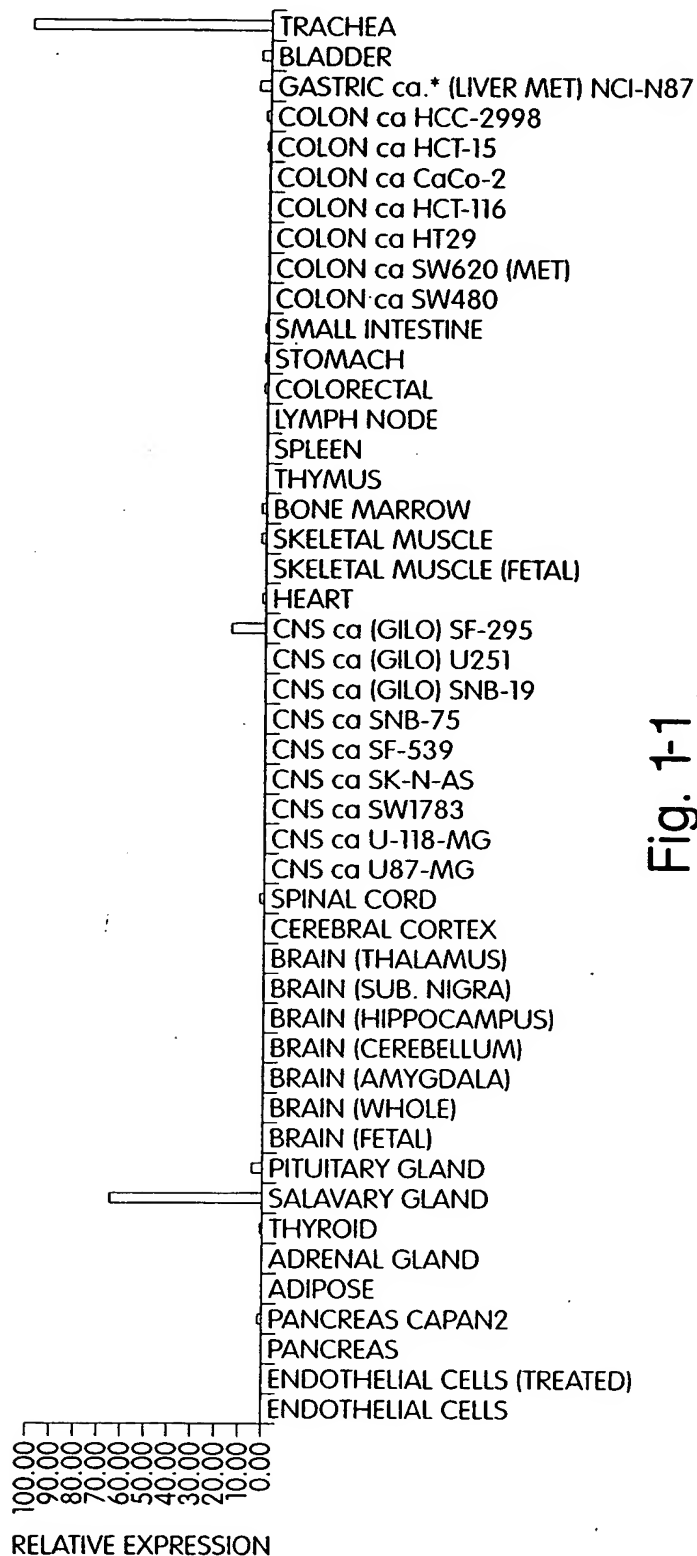 TRACHEA
BLADDER
GASTRIC ca.* (LIVER MET) NCI-N87
COLON ca HCC-2998
COLON ca HCT-15
COLON ca CaCo-2
COLON ca HCT-116
COLON ca HT29
COLON ca SW620 (MET)
COLON ca SW480
SMALL INTESTINE
STOMACH
COLORECTAL
LYMPH NODE
SPLEEN
THYMUS
BONE MARROW
SKELETAL MUSCLE
SKELETAL MUSCLE (FETAL)
HEART
CNS ca (GILO) SF-295
CNS ca (GILO) U251
CNS ca (GILO) SNB-19
CNS ca SNB-75
CNS ca SF-539
CNS ca SK-N-AS
CNS ca SW1783
CNS ca U-118-MG
CNS ca U87-MG
SPINAL CORD
CEREBRAL CORTEX
BRAIN (THALAMUS)
BRAIN (SUB. NIGRA)
BRAIN (HIPPOCAMPUS)
BRAIN (CEREBELLUM)
BRAIN (AMYGDALA)
BRAIN (WHOLE)
BRAIN (FETAL)
PITUITARY GLAND
SALAVARY GLAND
THYROID
ADRENAL GLAND
ADIPOSE
PANCREAS CAPAN2
PANCREAS
ENDOTHELIAL CELLS (TREATED)
ENDOTHELIAL CELLS
100.00
90.00
80.00
70.00
60.00
50.00
40.00
30.00
20.00
10.00
0.00
RELATIVE EXPRESSION
Fig. 1-1